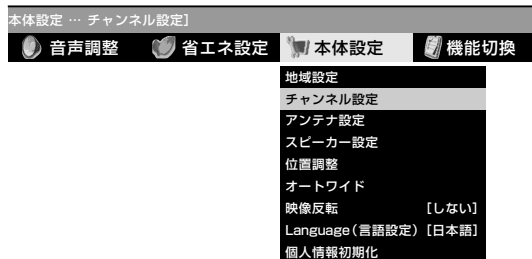 本体設定 … チャンネル設定]
音声調整 省エネ設定 本体設定 機能切換
地域設定
チャンネル設定
アンテナ設定
スピーカー設定
位置調整
オートワイド
映像反転 [しない]
Language(言語設定) [日本語]
個人情報初期化